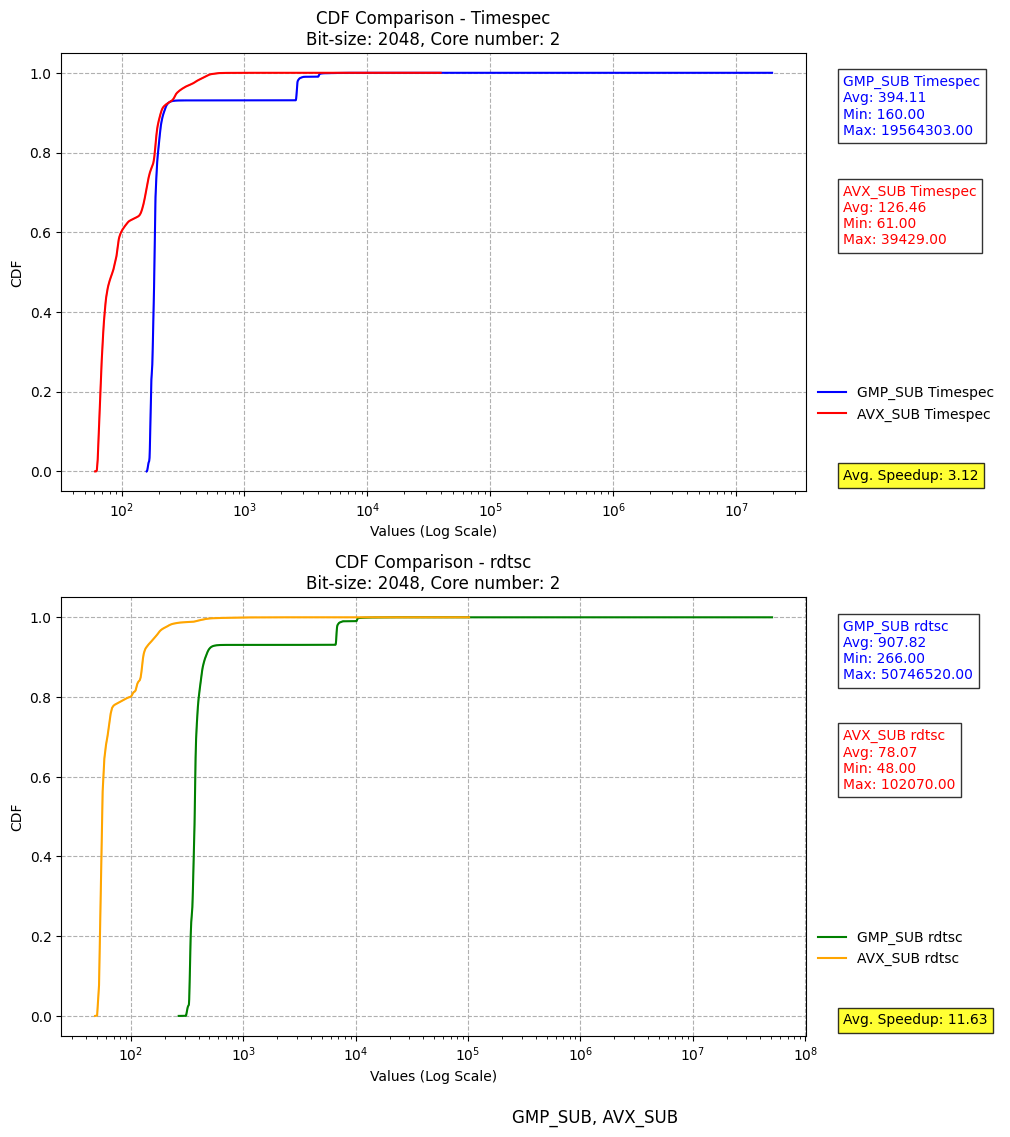 CDF Comparison - Timespec
Bit-size: 2048, Core number: 2
CDF
1.0
0.8
0.6
0.4
0.2
0.0
10^2
10^3
10^4
10^5
10^6
10^7
Values (Log Scale)
GMP_SUB Timespec
Avg: 394.11
Min: 160.00
Max: 19564303.00
AVX_SUB Timespec
Avg: 126.46
Min: 61.00
Max: 39429.00
GMP_SUB Timespec
AVX_SUB Timespec
Avg. Speedup: 3.12
CDF Comparison - rdtsc
Bit-size: 2048, Core number: 2
CDF
1.0
0.8
0.6
0.4
0.2
0.0
10^2
10^3
10^4
10^5
10^6
10^7
10^8
Values (Log Scale)
GMP_SUB rdtsc
Avg: 907.82
Min: 266.00
Max: 50746520.00
AVX_SUB rdtsc
Avg: 78.07
Min: 48.00
Max: 102070.00
GMP_SUB rdtsc
AVX_SUB rdtsc
Avg. Speedup: 11.63
GMP_SUB, AVX_SUB